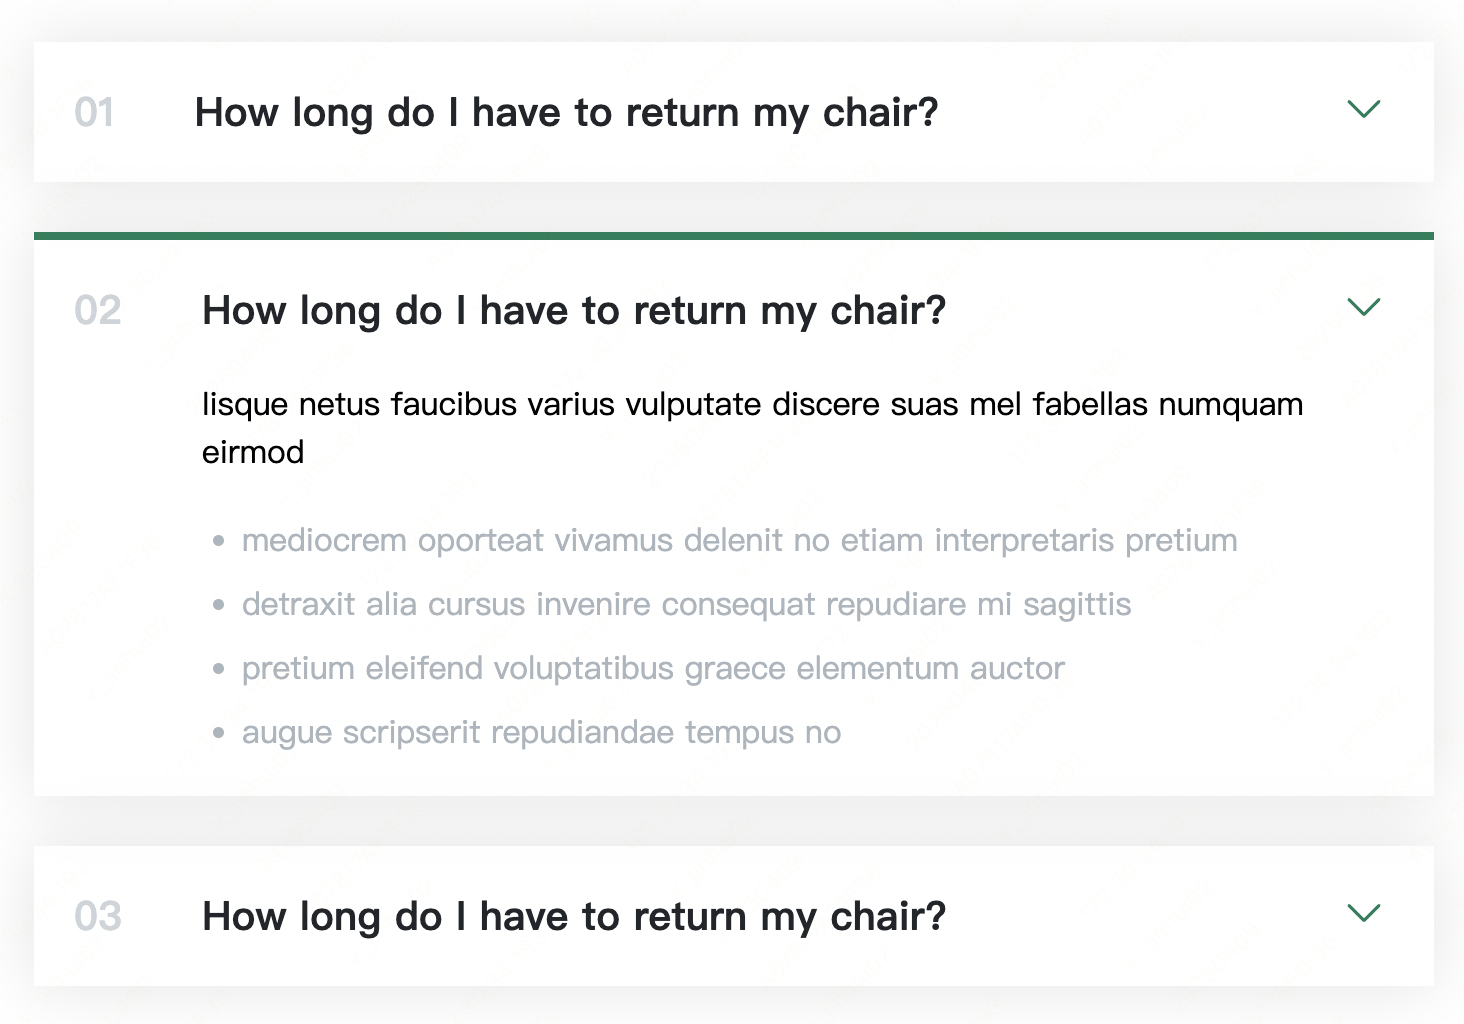 01 How long do I have to return my chair?
02 How long do I have to return my chair?
lisque netus faucibus varius vulputate discere suas mel fabellas numquam
eirmod
• mediocrem oporteat vivamus delenit no etiam interpretaris pretium
• detraxit alia cursus invenire consequat repudiare mi sagittis
• pretium eleifend voluptatibus graece elementum auctor
• augue scripserit repudiandae tempus no
03 How long do I have to return my chair?